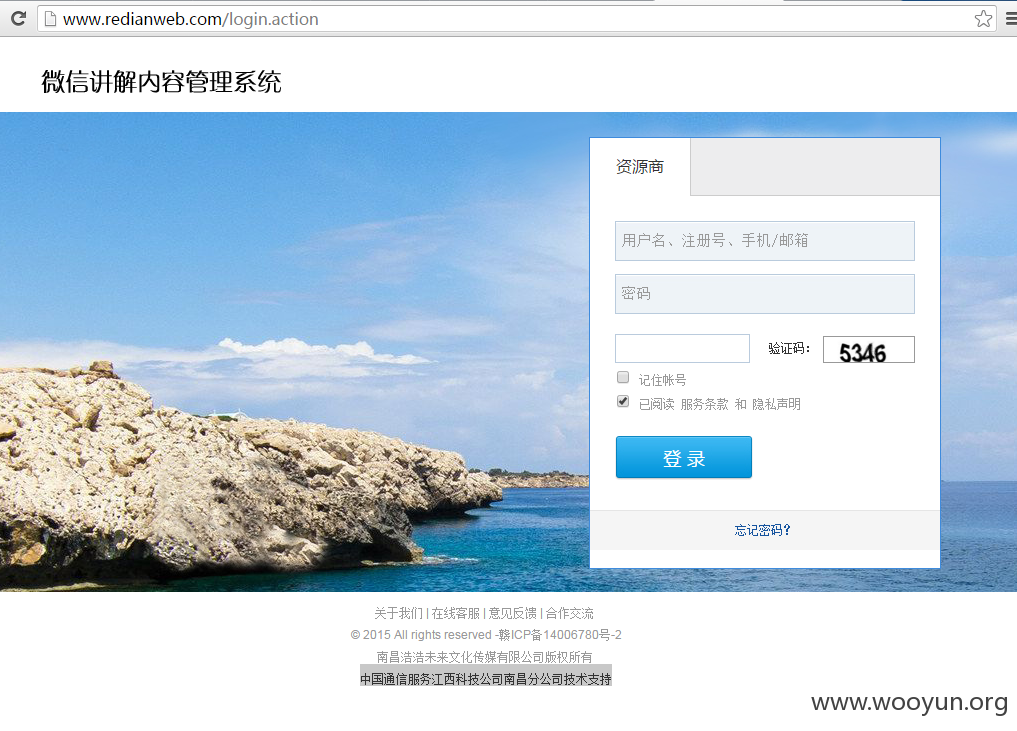 www.redianweb.com/login.action
微信讲解内容管理系统
资源商
用户名、注册号、手机/邮箱
密码
验证码： 5346
记住帐号
已阅读 服务条款 和 隐私声明
登 录
忘记密码?
关于我们 | 在线客服 | 意见反馈 | 合作交流
© 2015 All rights reserved -赣ICP备14006780号-2
南昌浩浩未来文化传媒有限公司版权所有
中国通信服务江西科技公司南昌分公司技术支持
www.wooyun.org